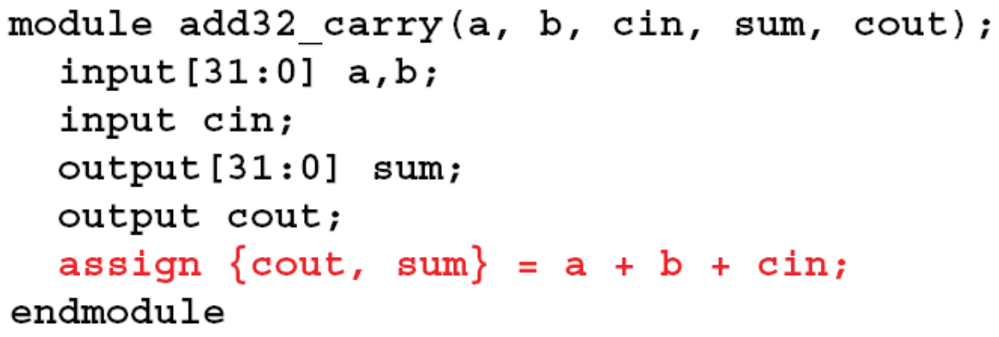 module add32_carry(a, b, cin, sum, cout);
input[31:0] a,b;
input cin;
output[31:0] sum;
output cout;
assign {cout, sum} = a + b + cin;
endmodule